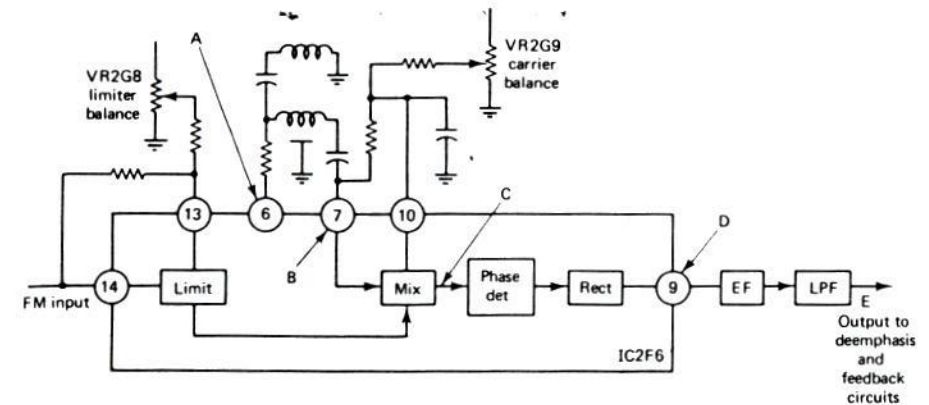 A
VR2G8
limiter
balance
VR2G9
carrier
balance
13
6
7
10
C
D
B
14
FM input
Limit
Mix
Phase
det
Rect
9
EF
LPF
E
IC2F6
Output to
deemphasis
and
feedback
circuits